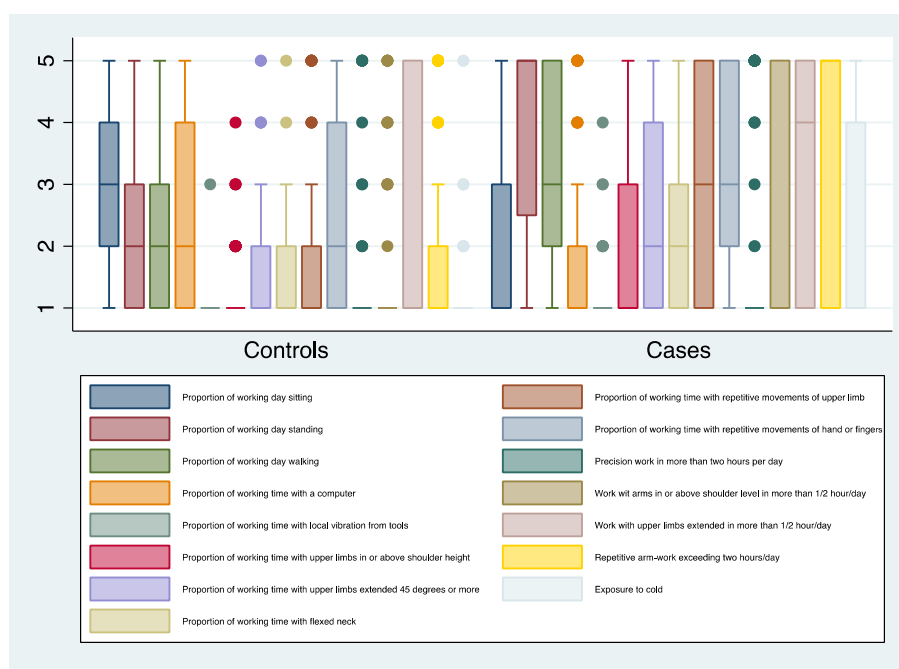 5
4
3
2
1
Controls Cases
Proportion of working day sitting
Proportion of working day standing
Proportion of working day walking
Proportion of working time with a computer
Proportion of working time with local vibration from tools
Proportion of working time with upper limbs in or above shoulder height
Proportion of working time with upper limbs extended 45 degrees or more
Proportion of working time with flexed neck
Proportion of working time with repetitive movements of upper limb
Proportion of working time with repetitive movements of hand or fingers
Precision work in more than two hours per day
Work wit arms in or above shoulder level in more than 1/2 hour/day
Work with upper limbs extended in more than 1/2 hour/day
Repetitive arm-work exceeding two hours/day
Exposure to cold